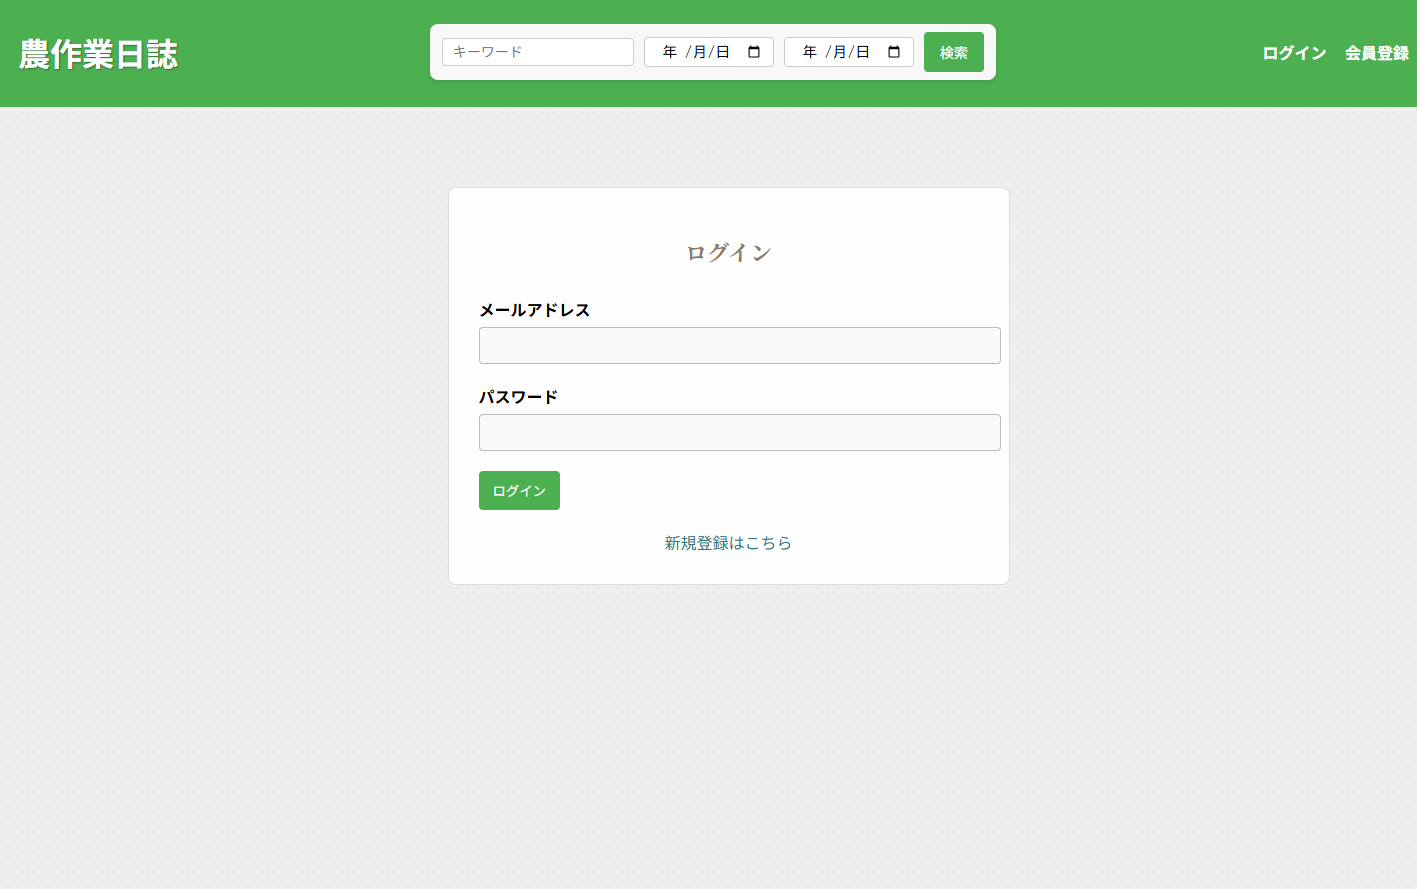 農作業日誌
キーワード
年 /月/日
年 /月/日
検索
ログイン
会員登録
ログイン
メールアドレス
パスワード
ログイン
新規登録はこちら